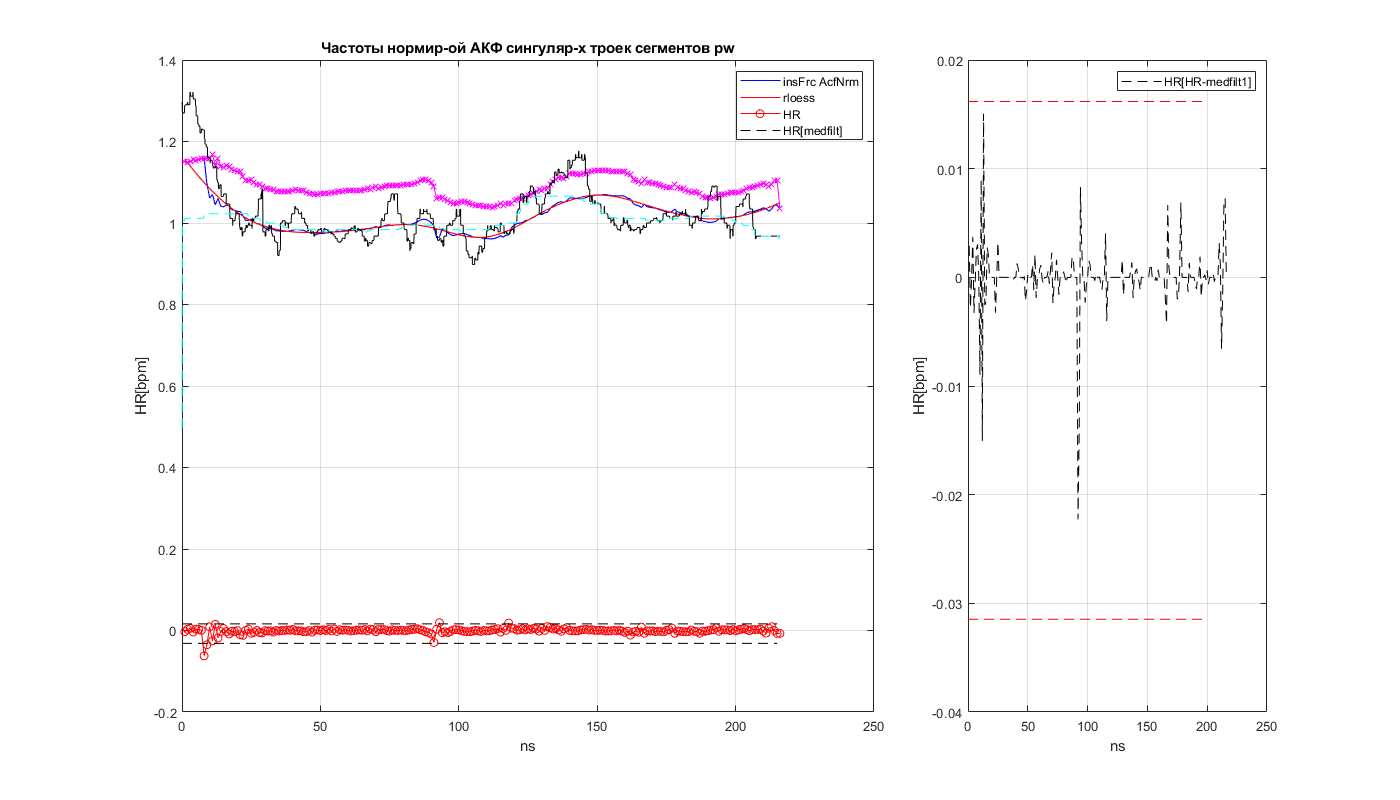 Частоты нормир-ой АКФ сингуляр-х троек сегментов pw
1.4
1.2
1
0.8
0.6
0.4
0.2
0
-0.2
HR[bpm]
0
50
100
150
200
250
ns
insFrc AcfNrm
rloess
HR
HR[medfilt]
0.02
0.01
0
-0.01
-0.02
-0.03
-0.04
HR[bpm]
0
50
100
150
200
250
ns
HR[HR-medfilt1]